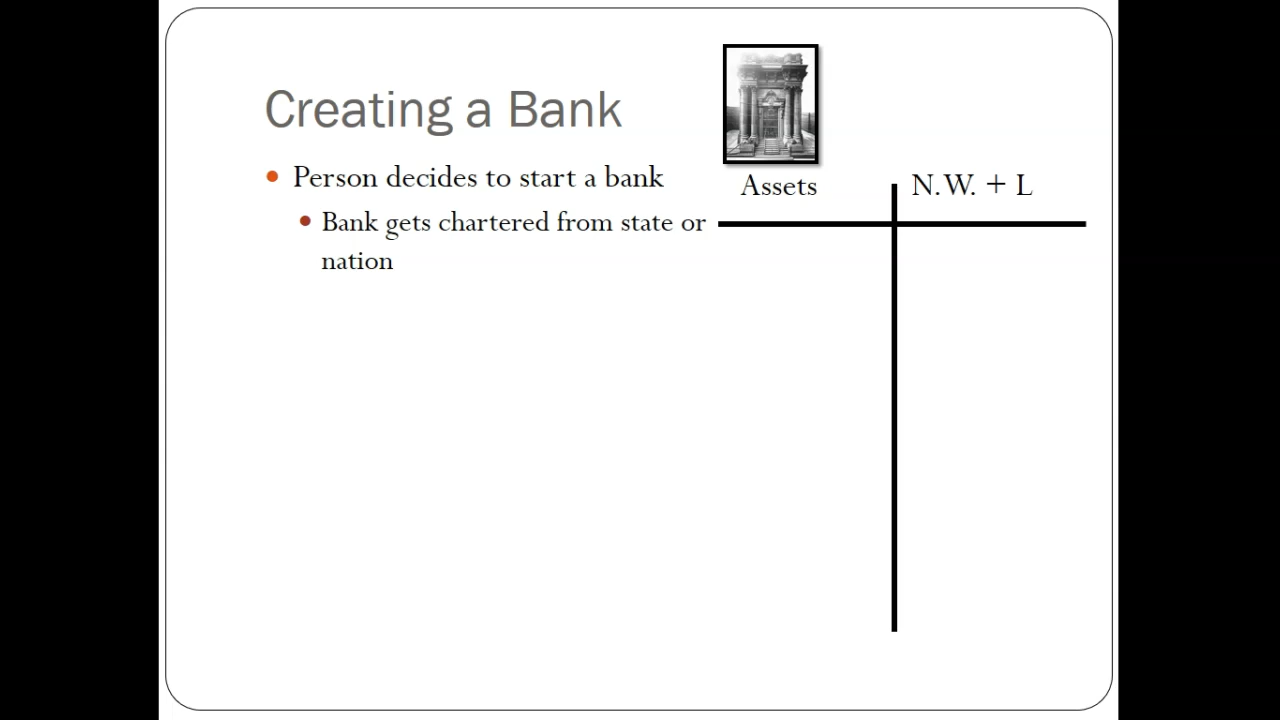 Creating a Bank
Person decides to start a bank
Bank gets chartered from state or
nation
Assets
N.W. + L